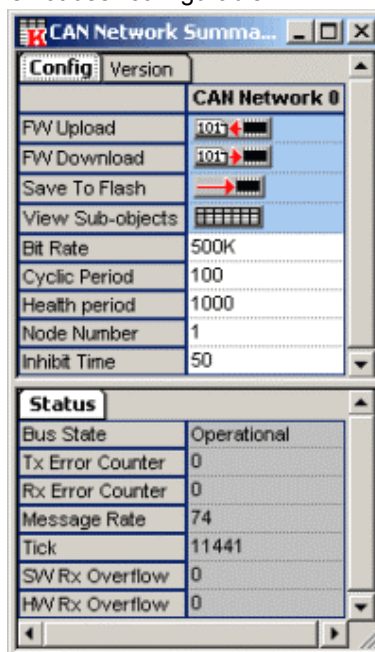 CAN Network Summa...
Config Version
CAN Network 0
FW Upload
FW Download
Save To Flash
View Sub-objects
Bit Rate 500K
Cyclic Period 100
Health period 1000
Node Number 1
Inhibit Time 50
Status
Bus State Operational
Tx Error Counter 0
Rx Error Counter 0
Message Rate 74
Tick 11441
SW Rx Overflow 0
HW Rx Overflow 0